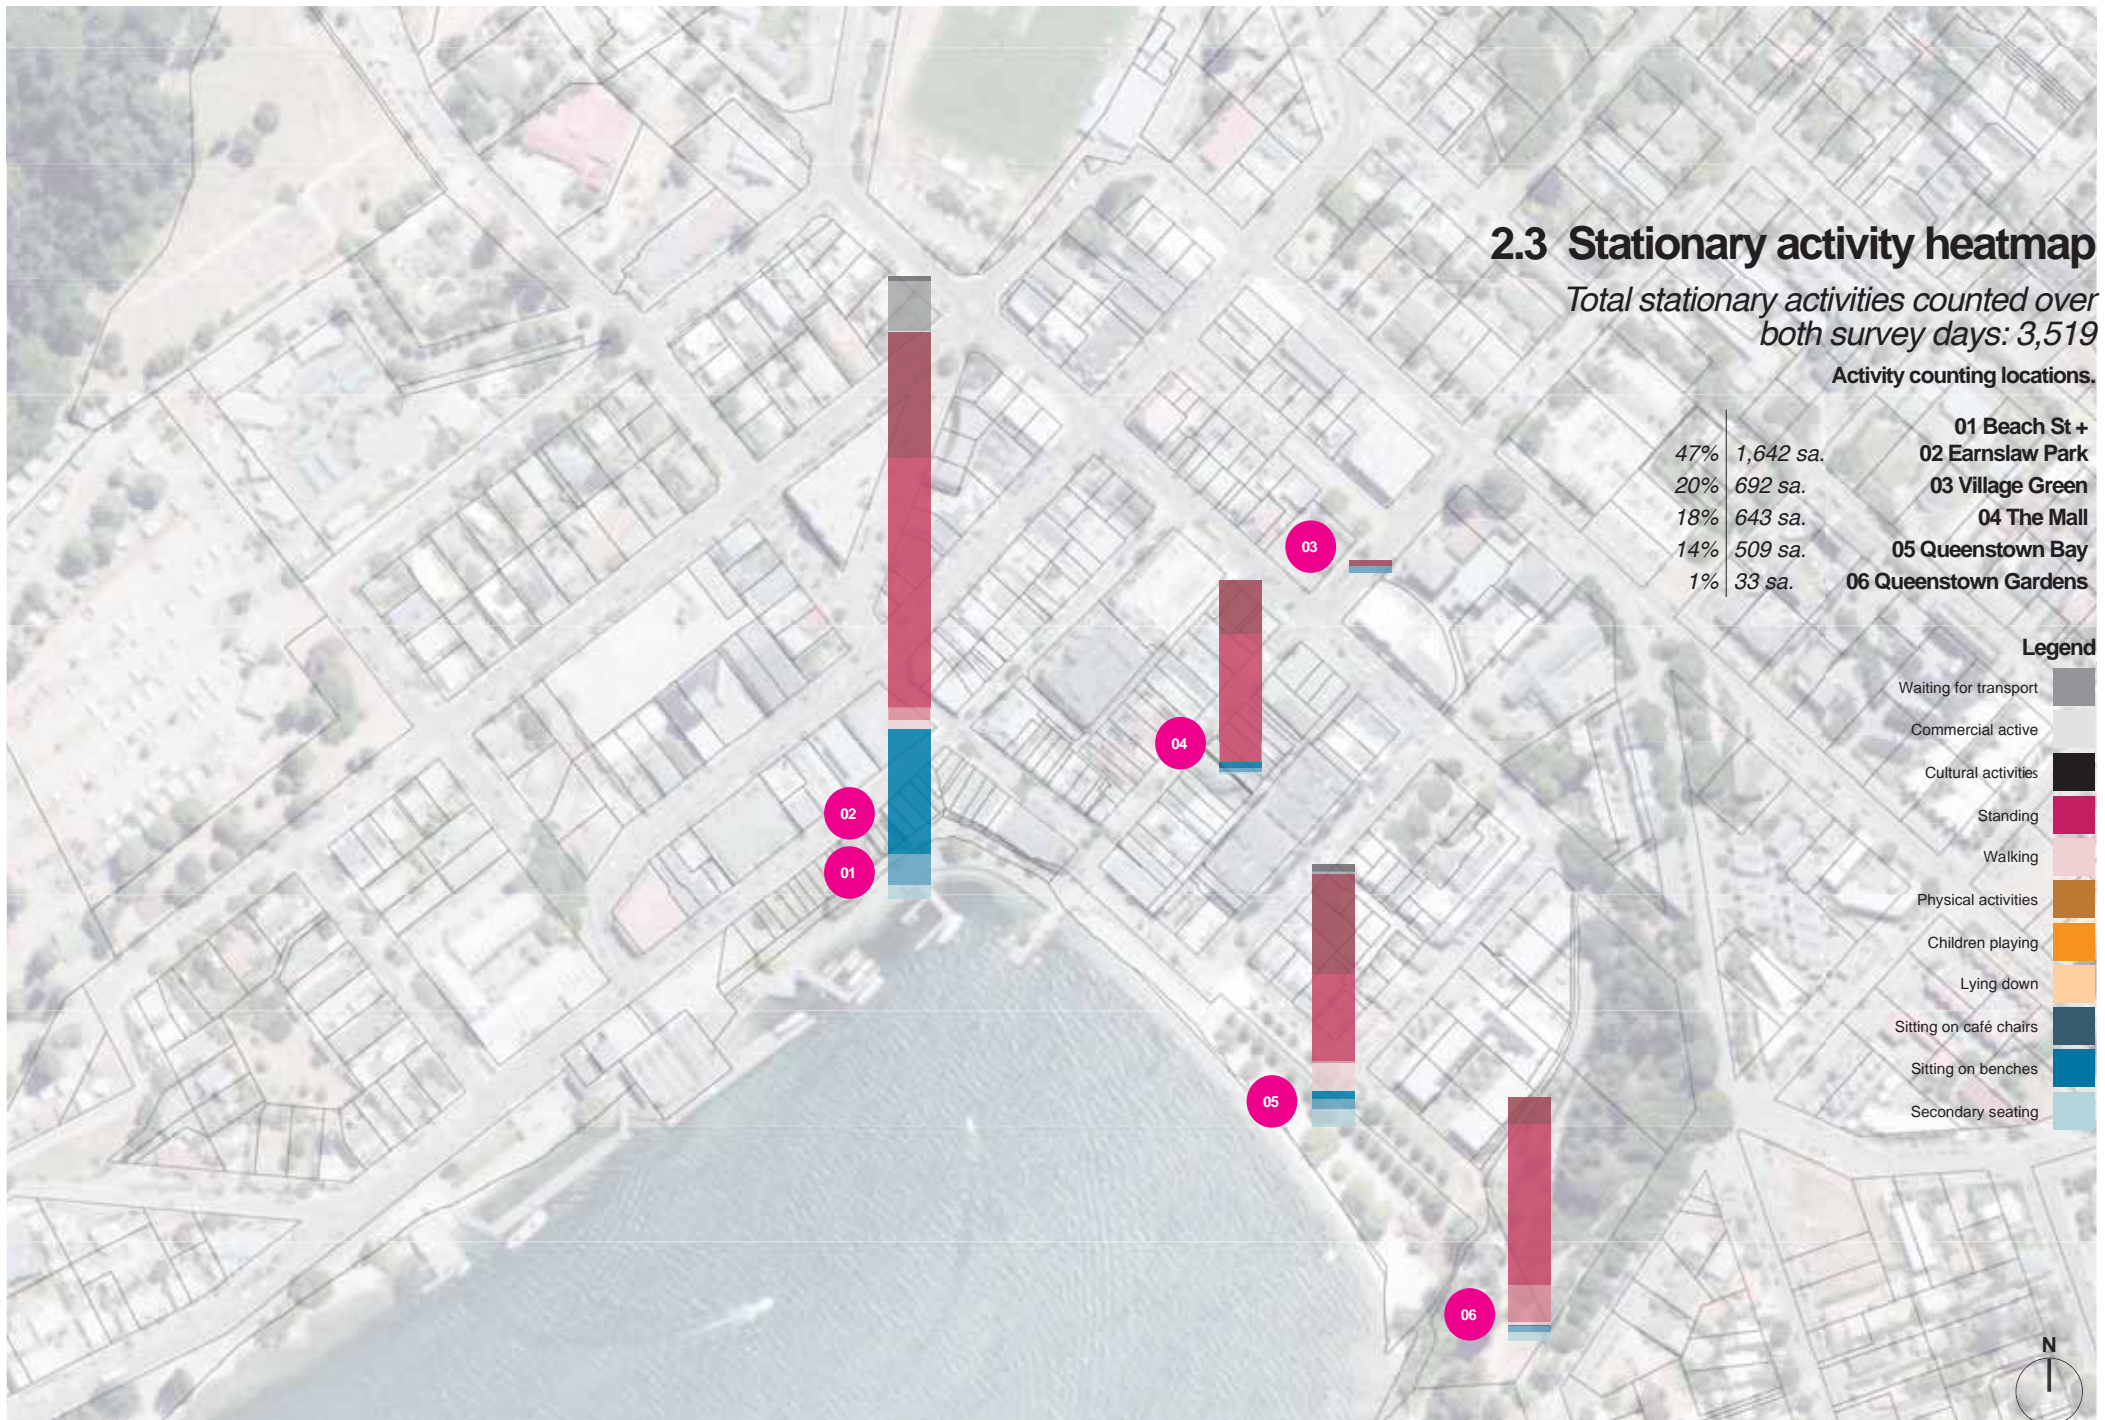 2.3 Stationary activity heatmap
Total stationary activities counted over
both survey days: 3,519
Activity counting locations.
01 Beach St +
47% 1,642 sa. 02 Earnslaw Park
20% 692 sa. 03 Village Green
18% 643 sa. 04 The Mall
14% 509 sa. 05 Queenstown Bay
1% 33 sa. 06 Queenstown Gardens
Legend
Waiting for transport
Commercial active
Cultural activities
Standing
Walking
Physical activities
Children playing
Lying down
Sitting on café chairs
Sitting on benches
Secondary seating
03
04
02
01
05
06
N